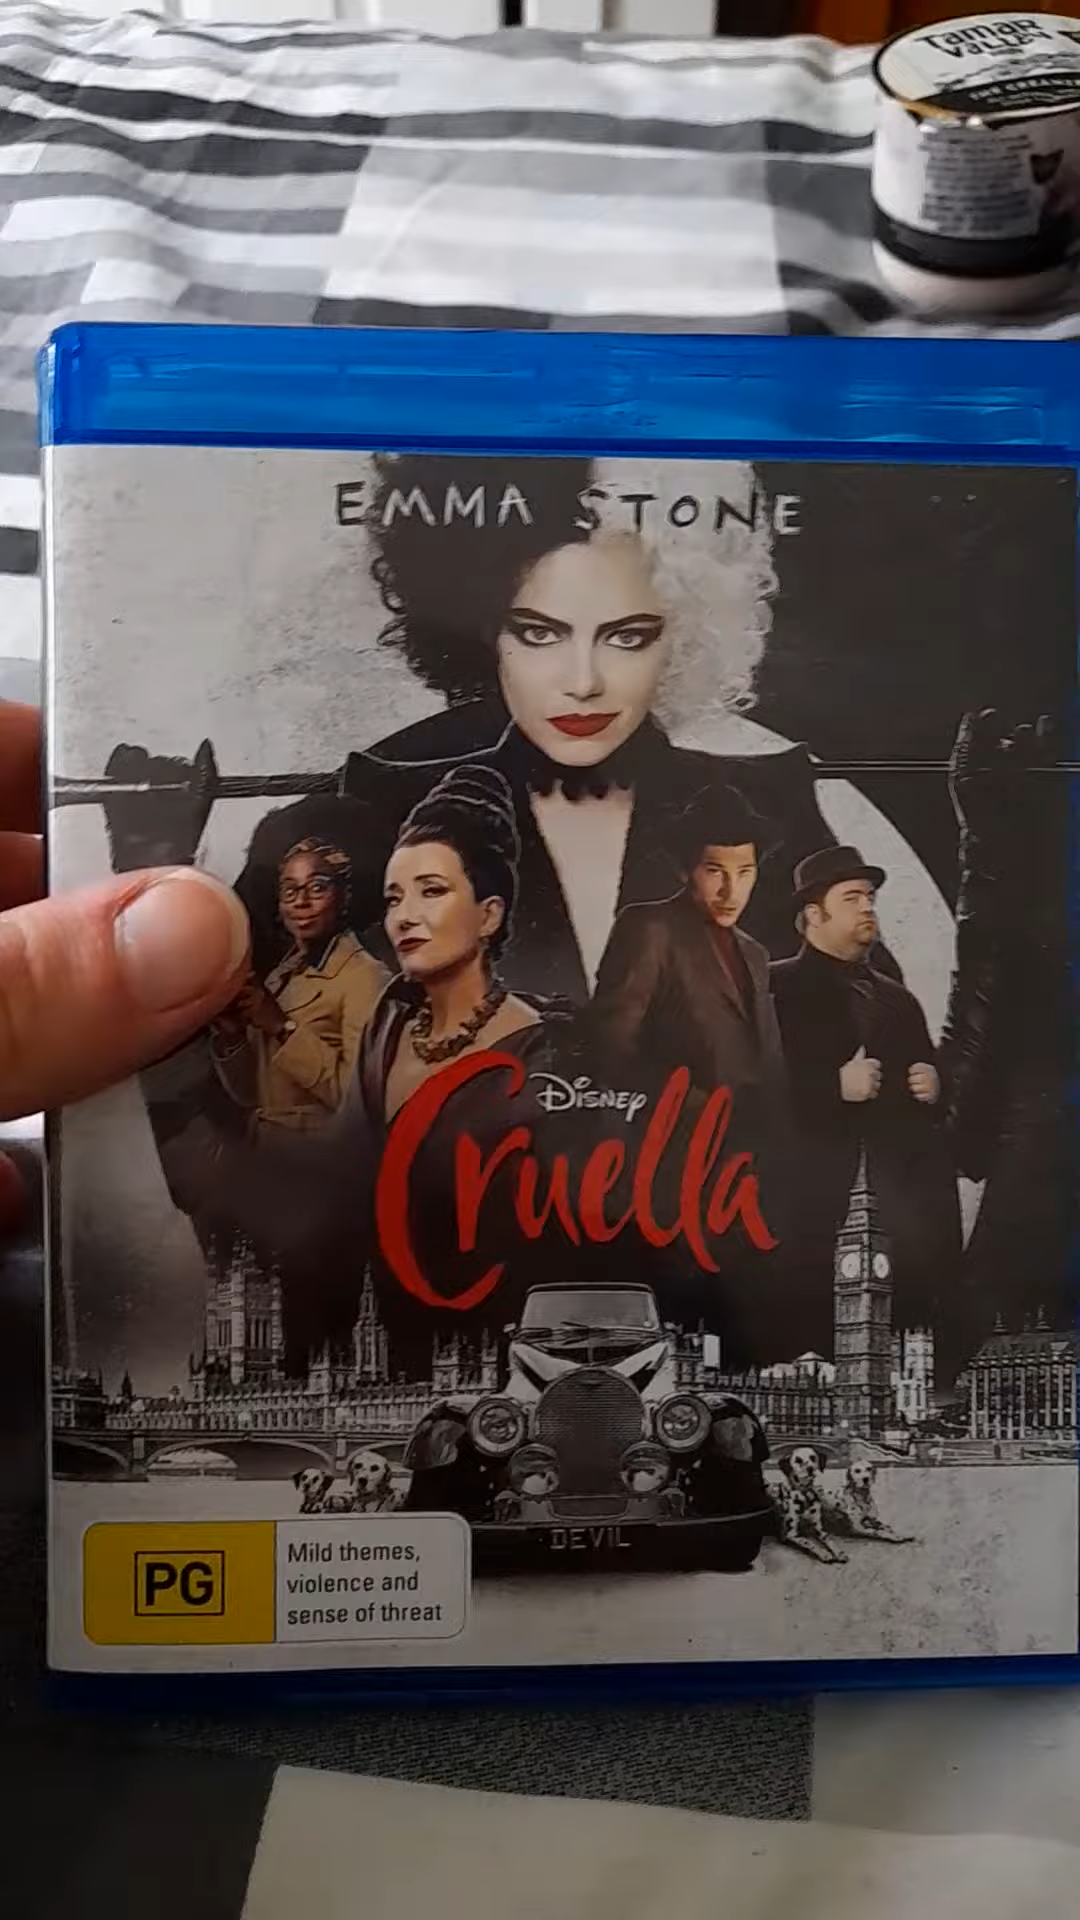 TAMAR
VALLEY
EMMA STONE
DISNEY
Cruella
DEVIL
PG
Mild themes,
violence and
sense of threat